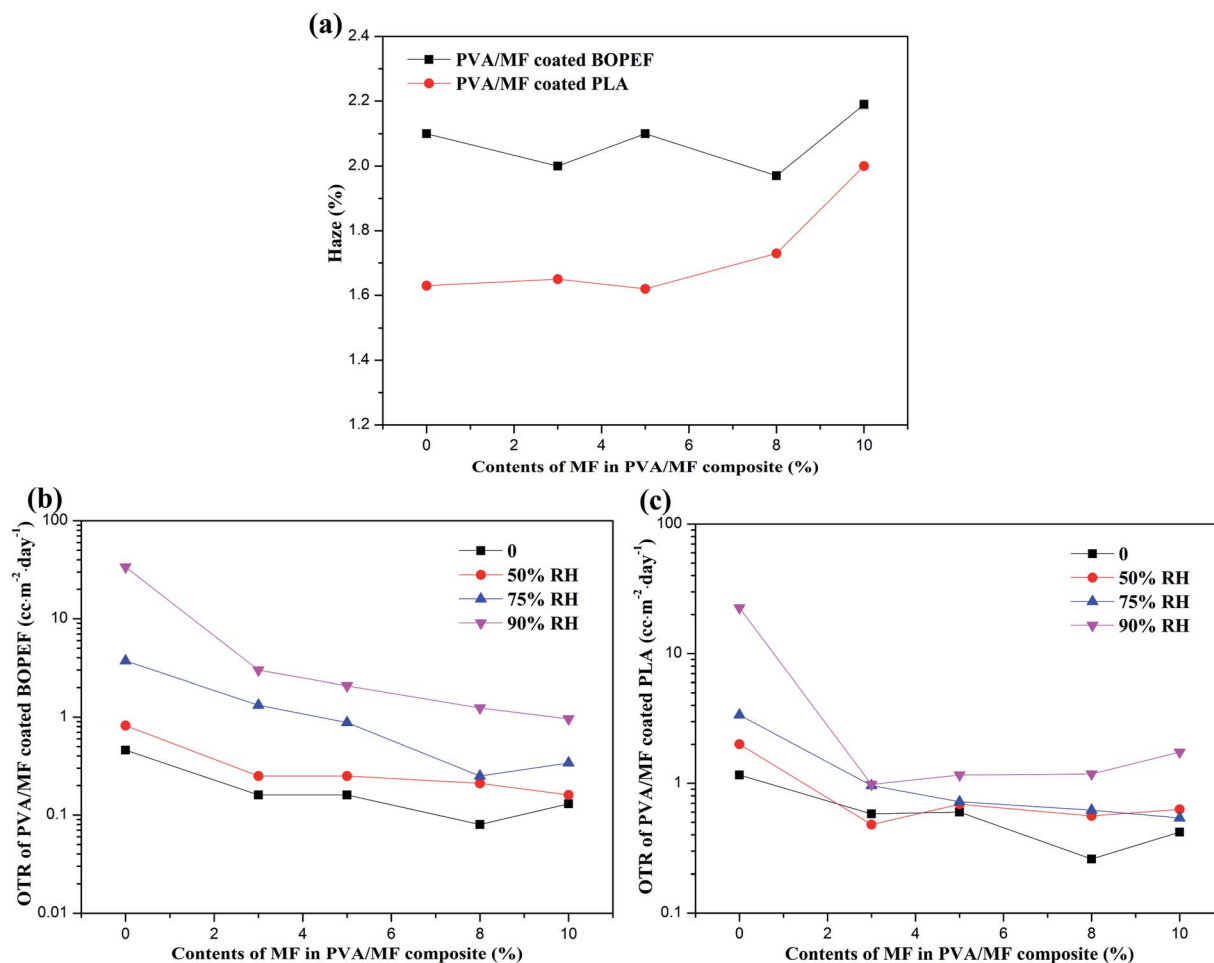 (a)
2.4
2.2
2.0
1.8
1.6
1.4
1.2
Haze (%)
PVA/MF coated BOPEF
PVA/MF coated PLA
0 2 4 6 8 10
Contents of MF in PVA/MF composite (%)
(b)
100
10
1
0.1
0.01
OTR of PVA/MF coated BOPEF (cc·m⁻²·day⁻¹)
0
50% RH
75% RH
90% RH
0 2 4 6 8 10
Contents of MF in PVA/MF composite (%)
(c)
100
10
1
0.1
OTR of PVA/MF coated PLA (cc·m⁻²·day⁻¹)
0
50% RH
75% RH
90% RH
0 2 4 6 8 10
Contents of MF in PVA/MF composite (%)